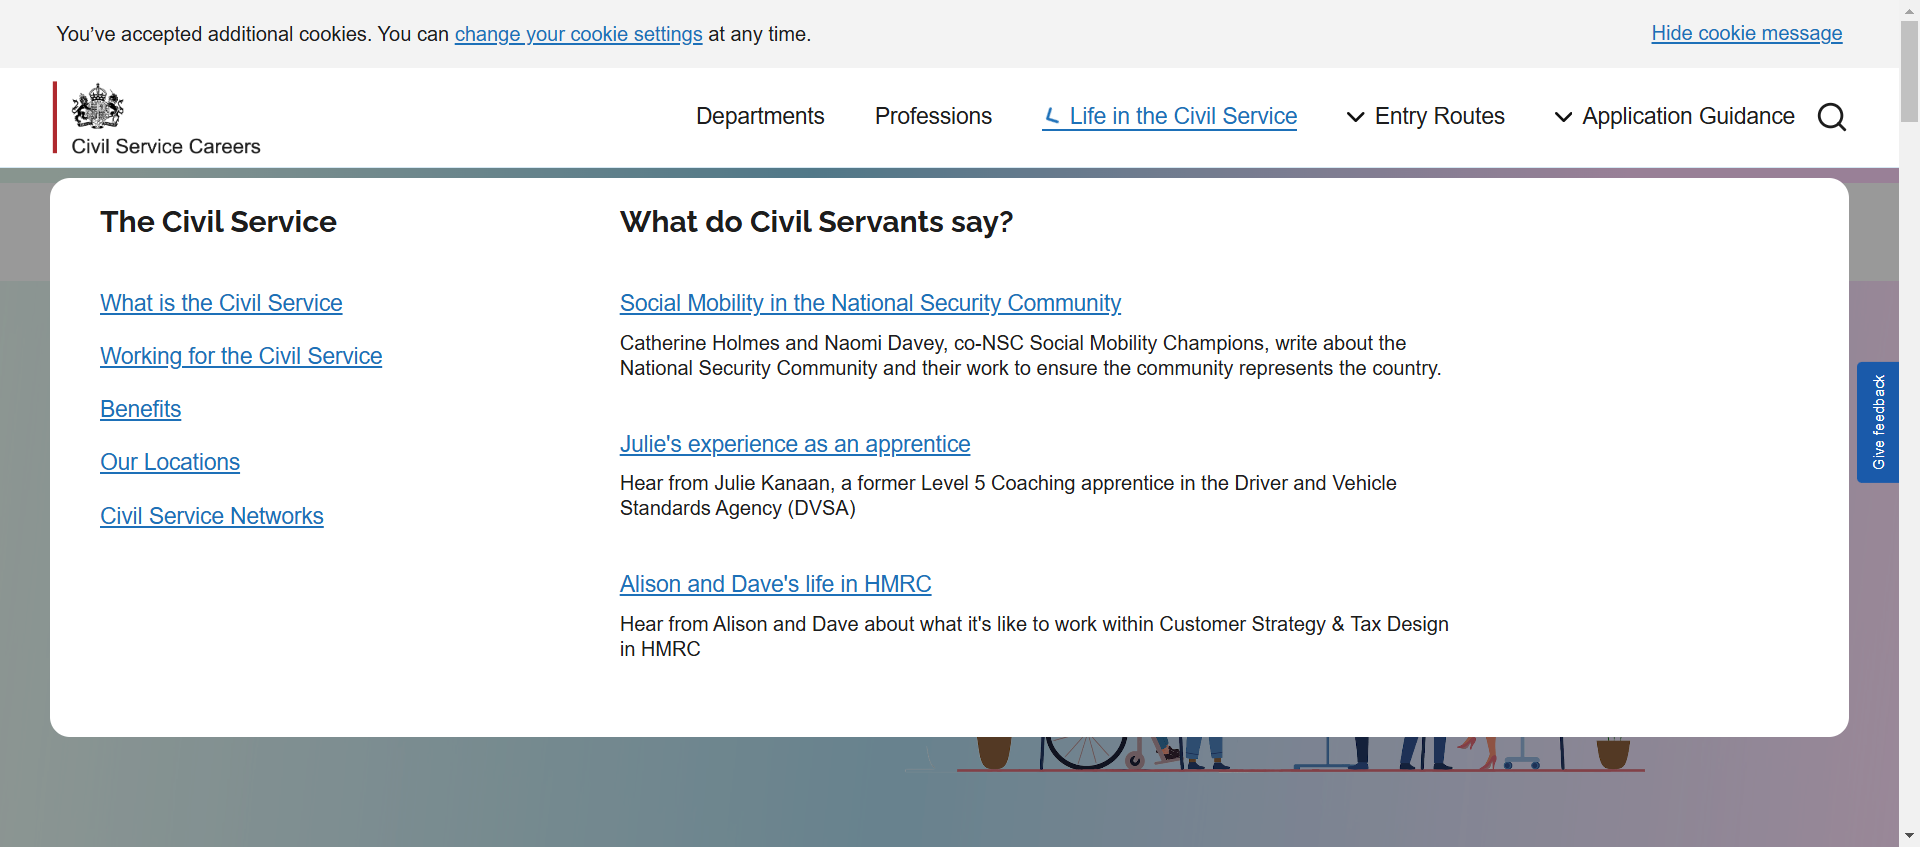 You've accepted additional cookies. You can change your cookie settings at any time.
Hide cookie message
Civil Service Careers
Departments
Professions
Life in the Civil Service
Entry Routes
Application Guidance
The Civil Service
What is the Civil Service
Working for the Civil Service
Benefits
Our Locations
Civil Service Networks
What do Civil Servants say?
Social Mobility in the National Security Community
Catherine Holmes and Naomi Davey, co-NSC Social Mobility Champions, write about the
National Security Community and their work to ensure the community represents the country.
Julie's experience as an apprentice
Hear from Julie Kanaan, a former Level 5 Coaching apprentice in the Driver and Vehicle
Standards Agency (DVSA)
Alison and Dave's life in HMRC
Hear from Alison and Dave about what it's like to work within Customer Strategy & Tax Design
in HMRC
Give feedback